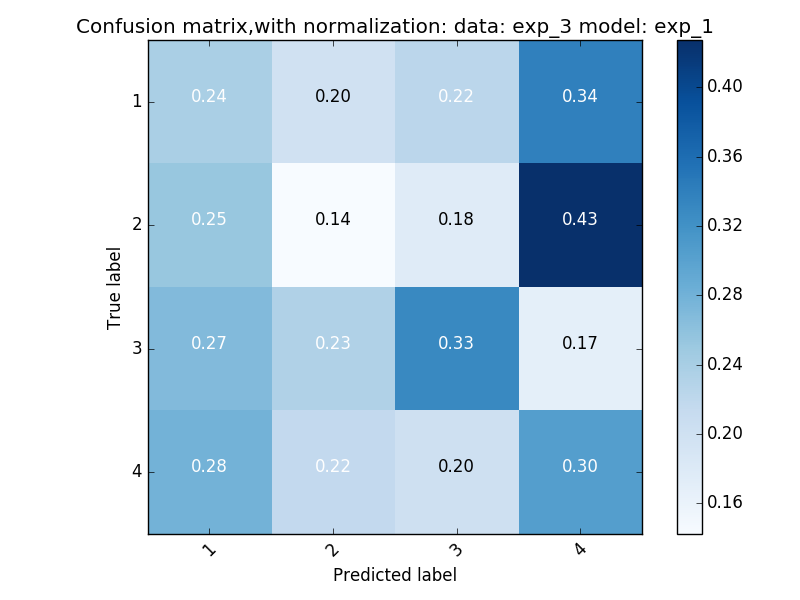 Confusion matrix,with normalization: data: exp_3 model: exp_1
True label
1
0.24 0.20 0.22 0.34
2
0.25 0.14 0.18 0.43
3
0.27 0.23 0.33 0.17
4
0.28 0.22 0.20 0.30
1 2 3 4
Predicted label
0.40
0.36
0.32
0.28
0.24
0.20
0.16